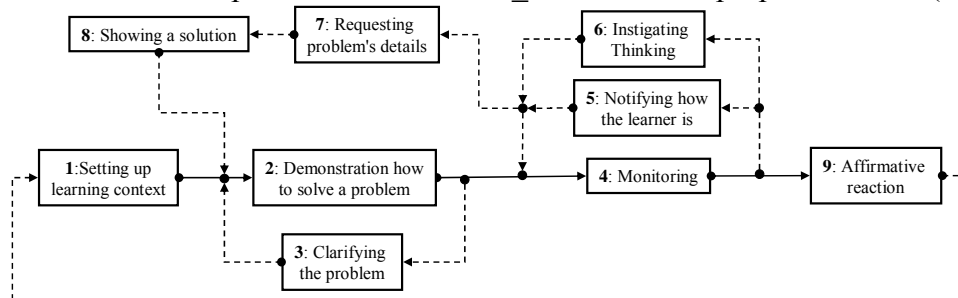 8: Showing a solution
7: Requesting
problem's details
6: Instigating
Thinking
5: Notifying how
the learner is
1:Setting up
learning context
2: Demonstration how
to solve a problem
4: Monitoring
9: Affirmative
reaction
3: Clarifying
the problem